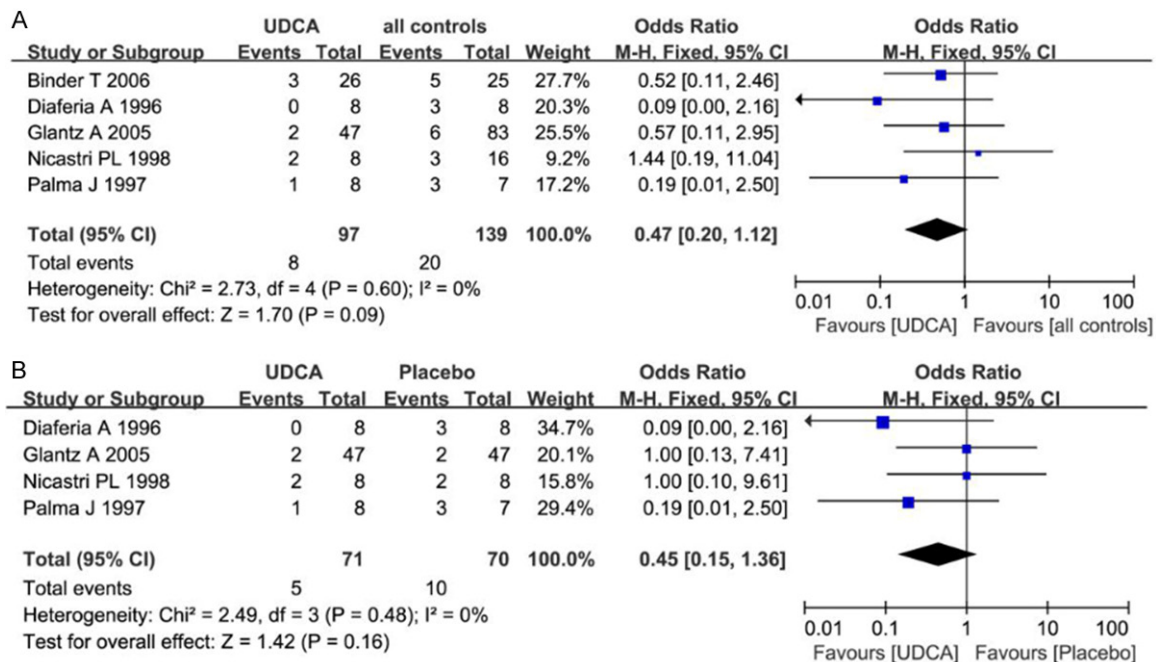 A
UDCA all controls Odds Ratio Odds Ratio
Study or Subgroup Events Total Events Total Weight M-H, Fixed, 95% CI M-H, Fixed, 95% CI
Binder T 2006 3 26 5 25 27.7% 0.52 [0.11, 2.46]
Diaferia A 1996 0 8 3 8 20.3% 0.09 [0.00, 2.16]
Glantz A 2005 2 47 6 83 25.5% 0.57 [0.11, 2.95]
Nicastri PL 1998 2 8 3 16 9.2% 1.44 [0.19, 11.04]
Palma J 1997 1 8 3 7 17.2% 0.19 [0.01, 2.50]
Total (95% CI) 97 139 100.0% 0.47 [0.20, 1.12]
Total events 8 20
Heterogeneity: Chi² = 2.73, df = 4 (P = 0.60); I² = 0%
Test for overall effect: Z = 1.70 (P = 0.09)
0.01 0.1 1 10 100
Favours [UDCA] Favours [all controls]
B
UDCA Placebo Odds Ratio Odds Ratio
Study or Subgroup Events Total Events Total Weight M-H, Fixed, 95% CI M-H, Fixed, 95% CI
Diaferia A 1996 0 8 3 8 34.7% 0.09 [0.00, 2.16]
Glantz A 2005 2 47 2 47 20.1% 1.00 [0.13, 7.41]
Nicastri PL 1998 2 8 2 8 15.8% 1.00 [0.10, 9.61]
Palma J 1997 1 8 3 7 29.4% 0.19 [0.01, 2.50]
Total (95% CI) 71 70 100.0% 0.45 [0.15, 1.36]
Total events 5 10
Heterogeneity: Chi² = 2.49, df = 3 (P = 0.48); I² = 0%
Test for overall effect: Z = 1.42 (P = 0.16)
0.01 0.1 1 10 100
Favours [UDCA] Favours [Placebo]